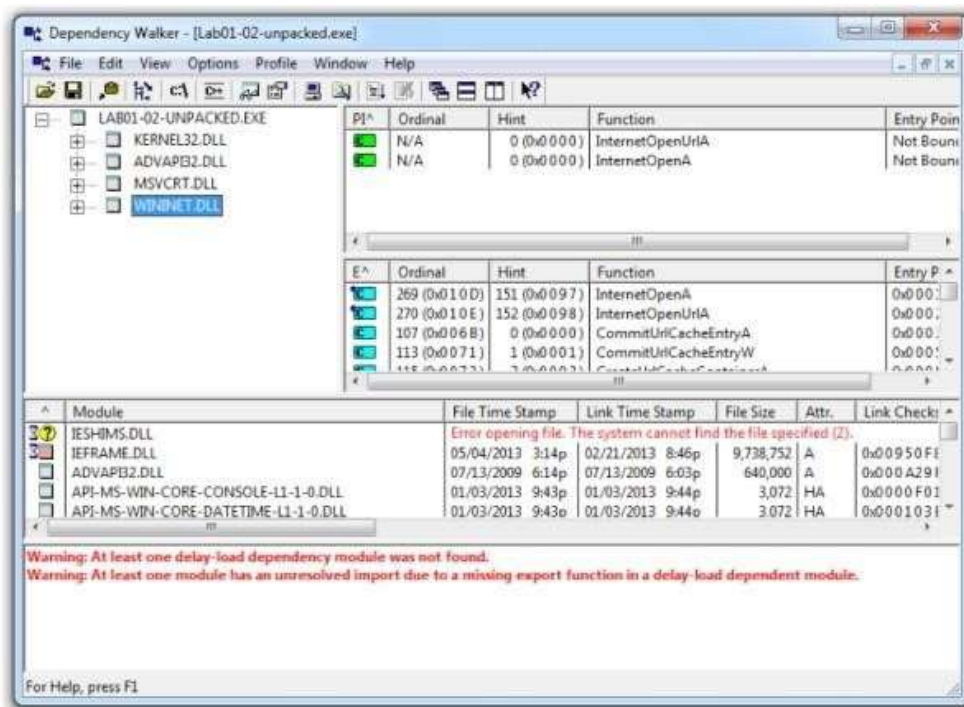 Dependency Walker - [Lab01-02-unpacked.exe]
File Edit View Options Profile Window Help
LAB01-02-UNPACKED.EXE
KERNEL32.DLL
ADVAPI32.DLL
MSVCRT.DLL
WININET.DLL
PI^ Ordinal Hint Function Entry Poin
N/A 0 (0x0000) InternetOpenUrlA Not Boun
N/A 0 (0x0000) InternetOpenA Not Boun
E^ Ordinal Hint Function Entry P
269 (0x010D) 151 (0x0097) InternetOpenA
270 (0x010E) 152 (0x0098) InternetOpenUrlA
107 (0x006B) 0 (0x0000) CommitUrlCacheEntryA
113 (0x0071) 1 (0x0001) CommitUrlCacheEntryW
^ Module File Time Stamp Link Time Stamp File Size Attr. Link Checks
IESHIMS.DLL Error opening file. The system cannot find the file specified (2).
IEFRAME.DLL 05/04/2013 3:14p 02/21/2013 8:46p 9,738,752 A 0x00950F8
ADVAPI32.DLL 07/13/2009 6:14p 07/13/2009 6:03p 640,000 A 0x000A29
API-MS-WIN-CORE-CONSOLE-L1-1-0.DLL 01/03/2013 9:43p 01/03/2013 9:44p 3,072 HA 0x0000F01
API-MS-WIN-CORE-DATETIME-L1-1-0.DLL 01/03/2013 9:43p 01/03/2013 9:44p 3,072 HA 0x000103
Warning: At least one delay-load dependency module was not found.
Warning: At least one module has an unresolved import due to a missing export function in a delay-load dependent module.
For Help, press F1